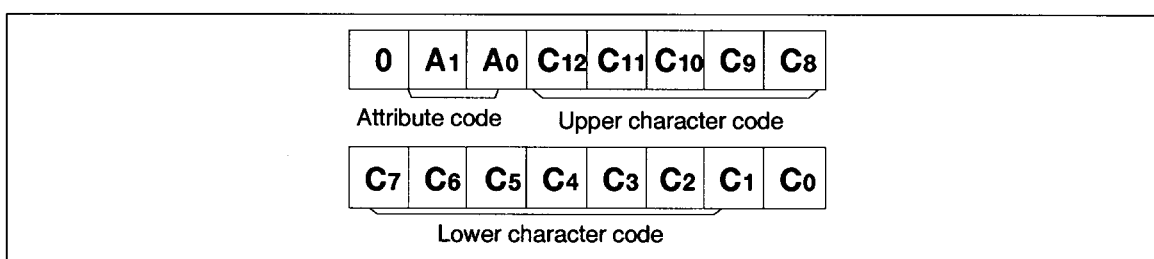 0 A1 A0 C12 C11 C10 C9 C8
Attribute code Upper character code
C7 C6 C5 C4 C3 C2 C1 C0
Lower character code